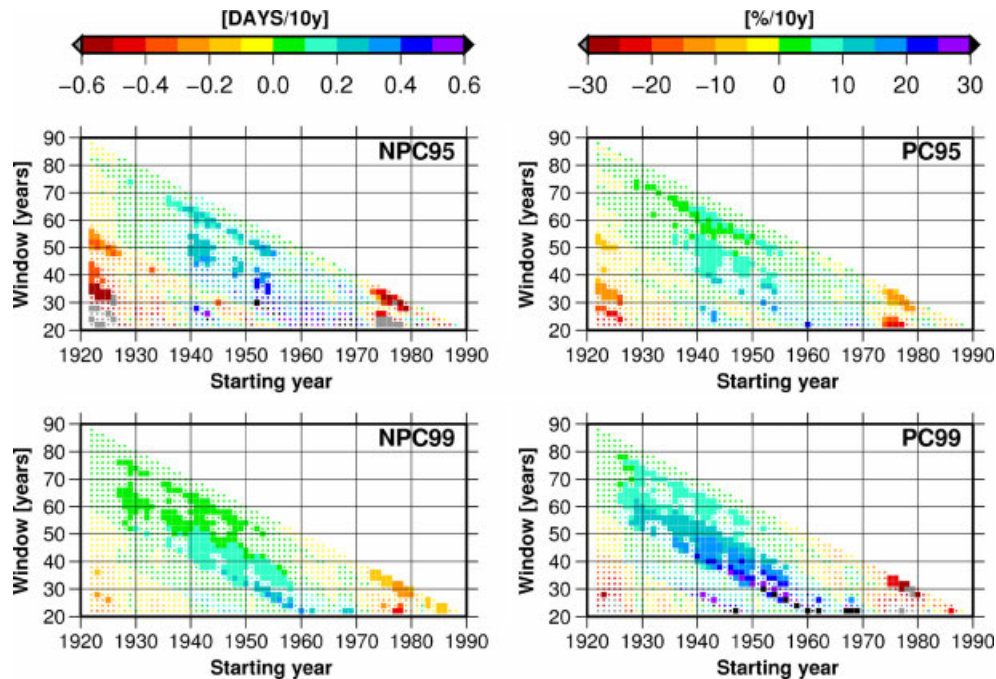 [DAYS/10y] [%/10y]
−0.6 −0.4 −0.2 0.0 0.2 0.4 0.6 −30 −20 −10 0 10 20 30
90 NPC95 90 PC95
80 80
70 70
60 60
50 50
40 40
30 30
20 20
Window [years] Window [years]
1920 1930 1940 1950 1960 1970 1980 1990 1920 1930 1940 1950 1960 1970 1980 1990
Starting year Starting year
90 NPC99 90 PC99
80 80
70 70
60 60
50 50
40 40
30 30
20 20
Window [years] Window [years]
1920 1930 1940 1950 1960 1970 1980 1990 1920 1930 1940 1950 1960 1970 1980 1990
Starting year Starting year